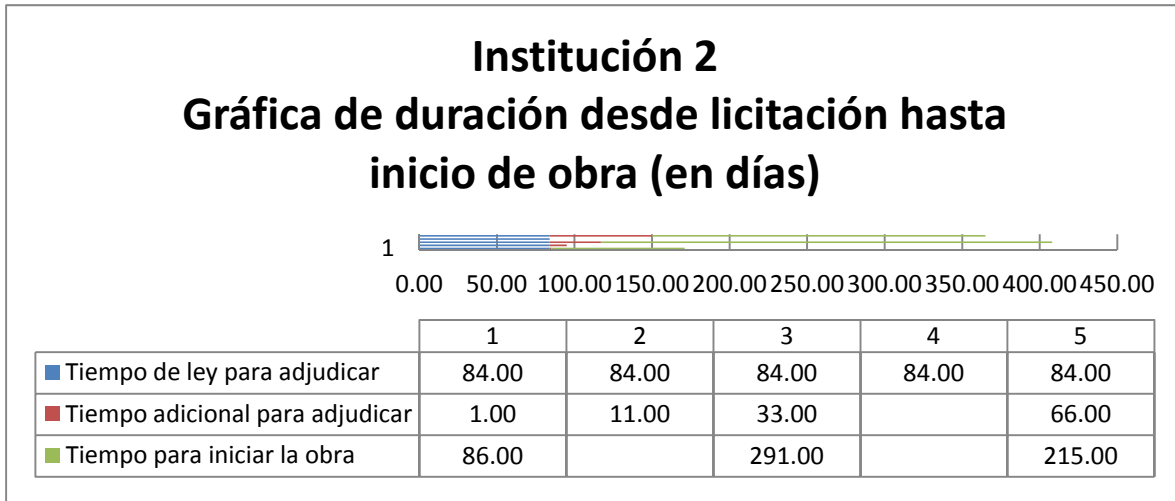 Institución 2
Gráfica de duración desde licitación hasta
inicio de obra (en días)
1
0.00 50.00 100.00 150.00 200.00 250.00 300.00 350.00 400.00 450.00
1 2 3 4 5
Tiempo de ley para adjudicar 84.00 84.00 84.00 84.00 84.00
Tiempo adicional para adjudicar 1.00 11.00 33.00 66.00
Tiempo para iniciar la obra 86.00 291.00 215.00